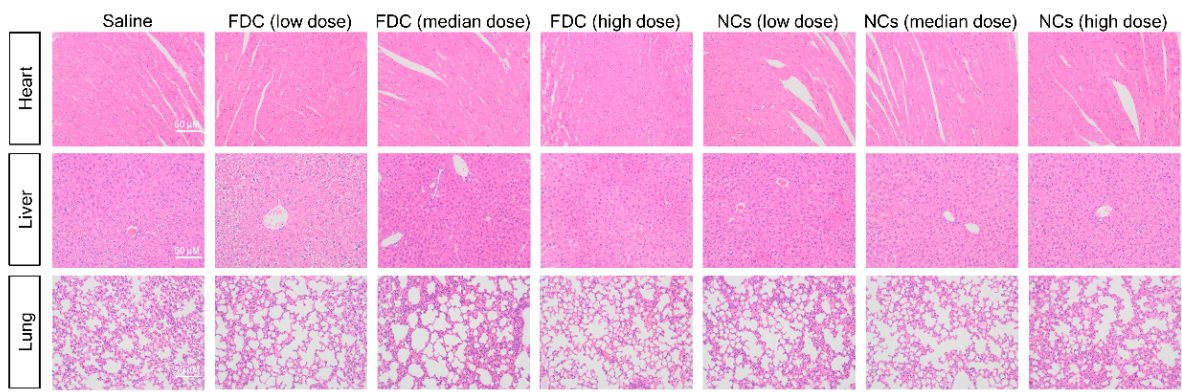 Saline FDC (low dose) FDC (median dose) FDC (high dose) NCs (low dose) NCs (median dose) NCs (high dose)
Heart
50 μM
Liver
50 μM
Lung